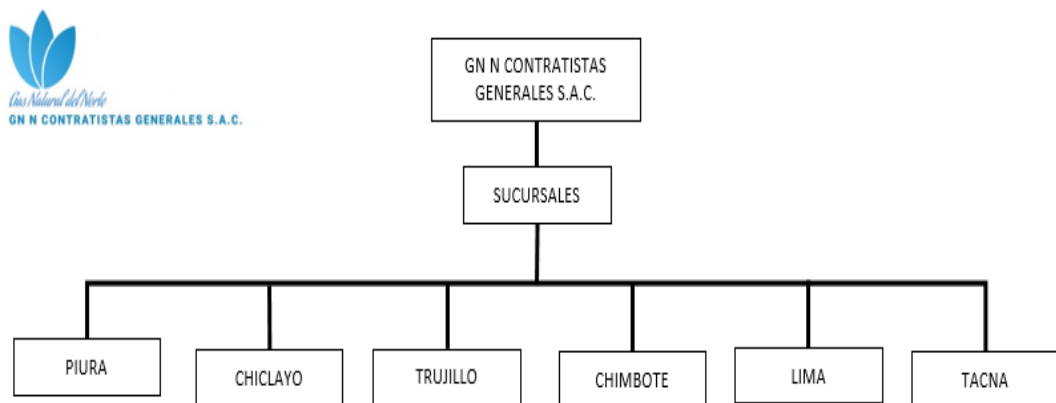 Gas Natural del Norte
GN N CONTRATISTAS GENERALES S.A.C.
GN N CONTRATISTAS
GENERALES S.A.C.
SUCURSALES
PIURA
CHICLAYO
TRUJILLO
CHIMBOTE
LIMA
TACNA